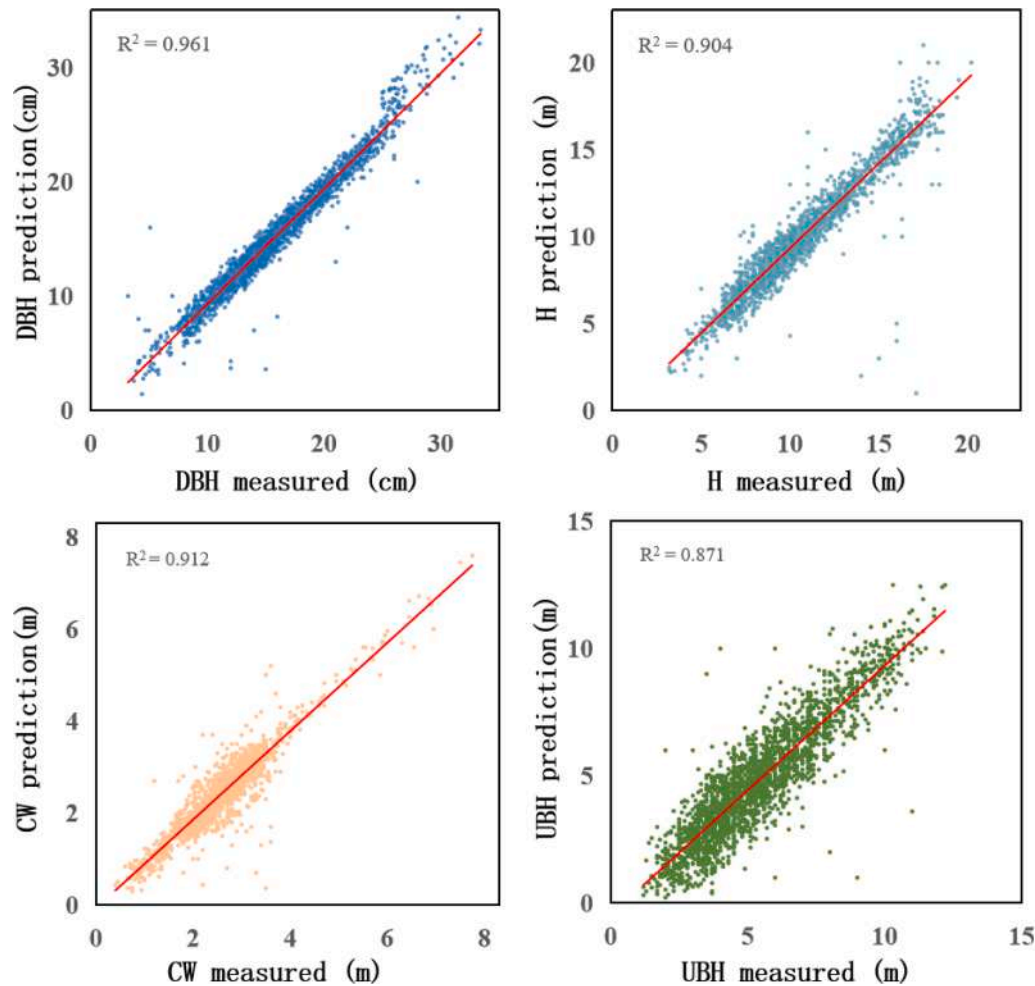 R² = 0.961
DBH prediction(cm)
30
20
10
0
0 10 20 30
DBH measured (cm)
R² = 0.904
H prediction (m)
20
15
10
5
0
0 5 10 15 20
H measured (m)
R² = 0.912
CW prediction(m)
8
6
4
2
0
0 2 4 6 8
CW measured (m)
R² = 0.871
UBH prediction(m)
15
10
5
0
0 5 10 15
UBH measured (m)